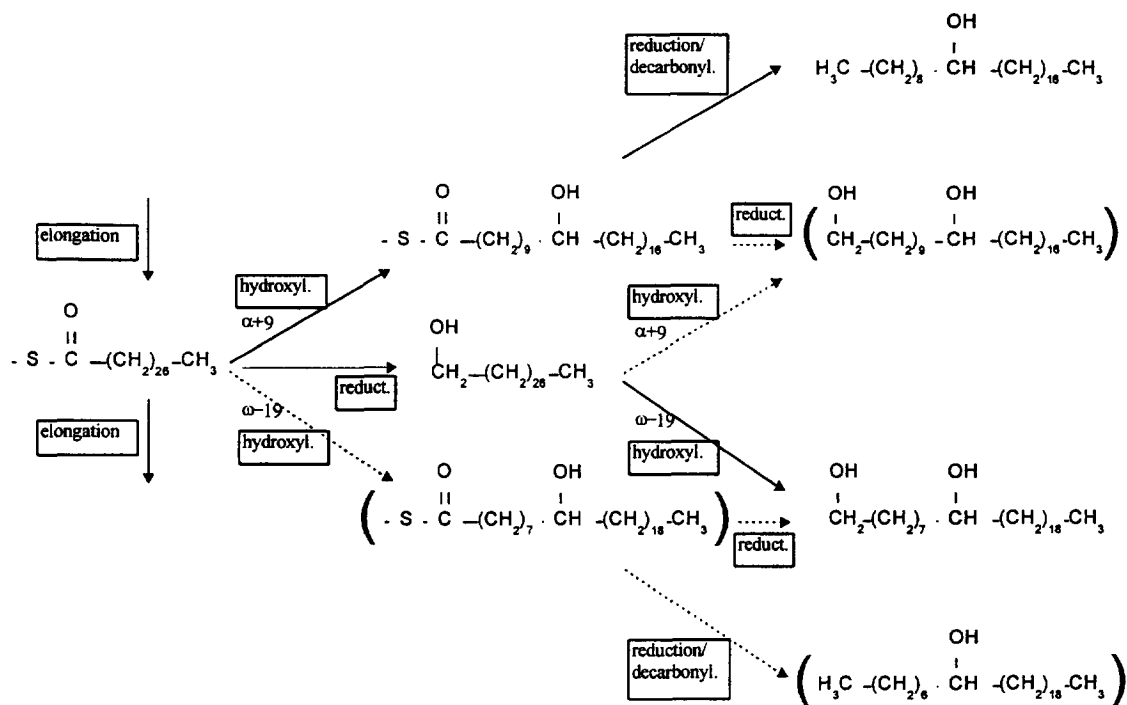 reduction/
decarbonyl.
OH
H₃C -(CH₂)₈ . CH -(CH₂)₁₆-CH₃
elongation
O OH
- S - C -(CH₂)₉ . CH -(CH₂)₁₆-CH₃
reduct.
OH OH
( CH₂-(CH₂)₉ . CH -(CH₂)₁₆-CH₃ )
hydroxyl.
α+9
O
- S - C -(CH₂)₂₆-CH₃
OH
CH₂-(CH₂)₂₆-CH₃
reduct.
hydroxyl.
α+9
elongation
ω−19
hydroxyl.
ω−19
hydroxyl.
O OH
( - S - C -(CH₂)₇ . CH -(CH₂)₁₈-CH₃ )
reduct.
OH OH
CH₂-(CH₂)₇ . CH -(CH₂)₁₈-CH₃
reduction/
decarbonyl.
OH
( H₃C -(CH₂)₆ . CH -(CH₂)₁₈-CH₃ )